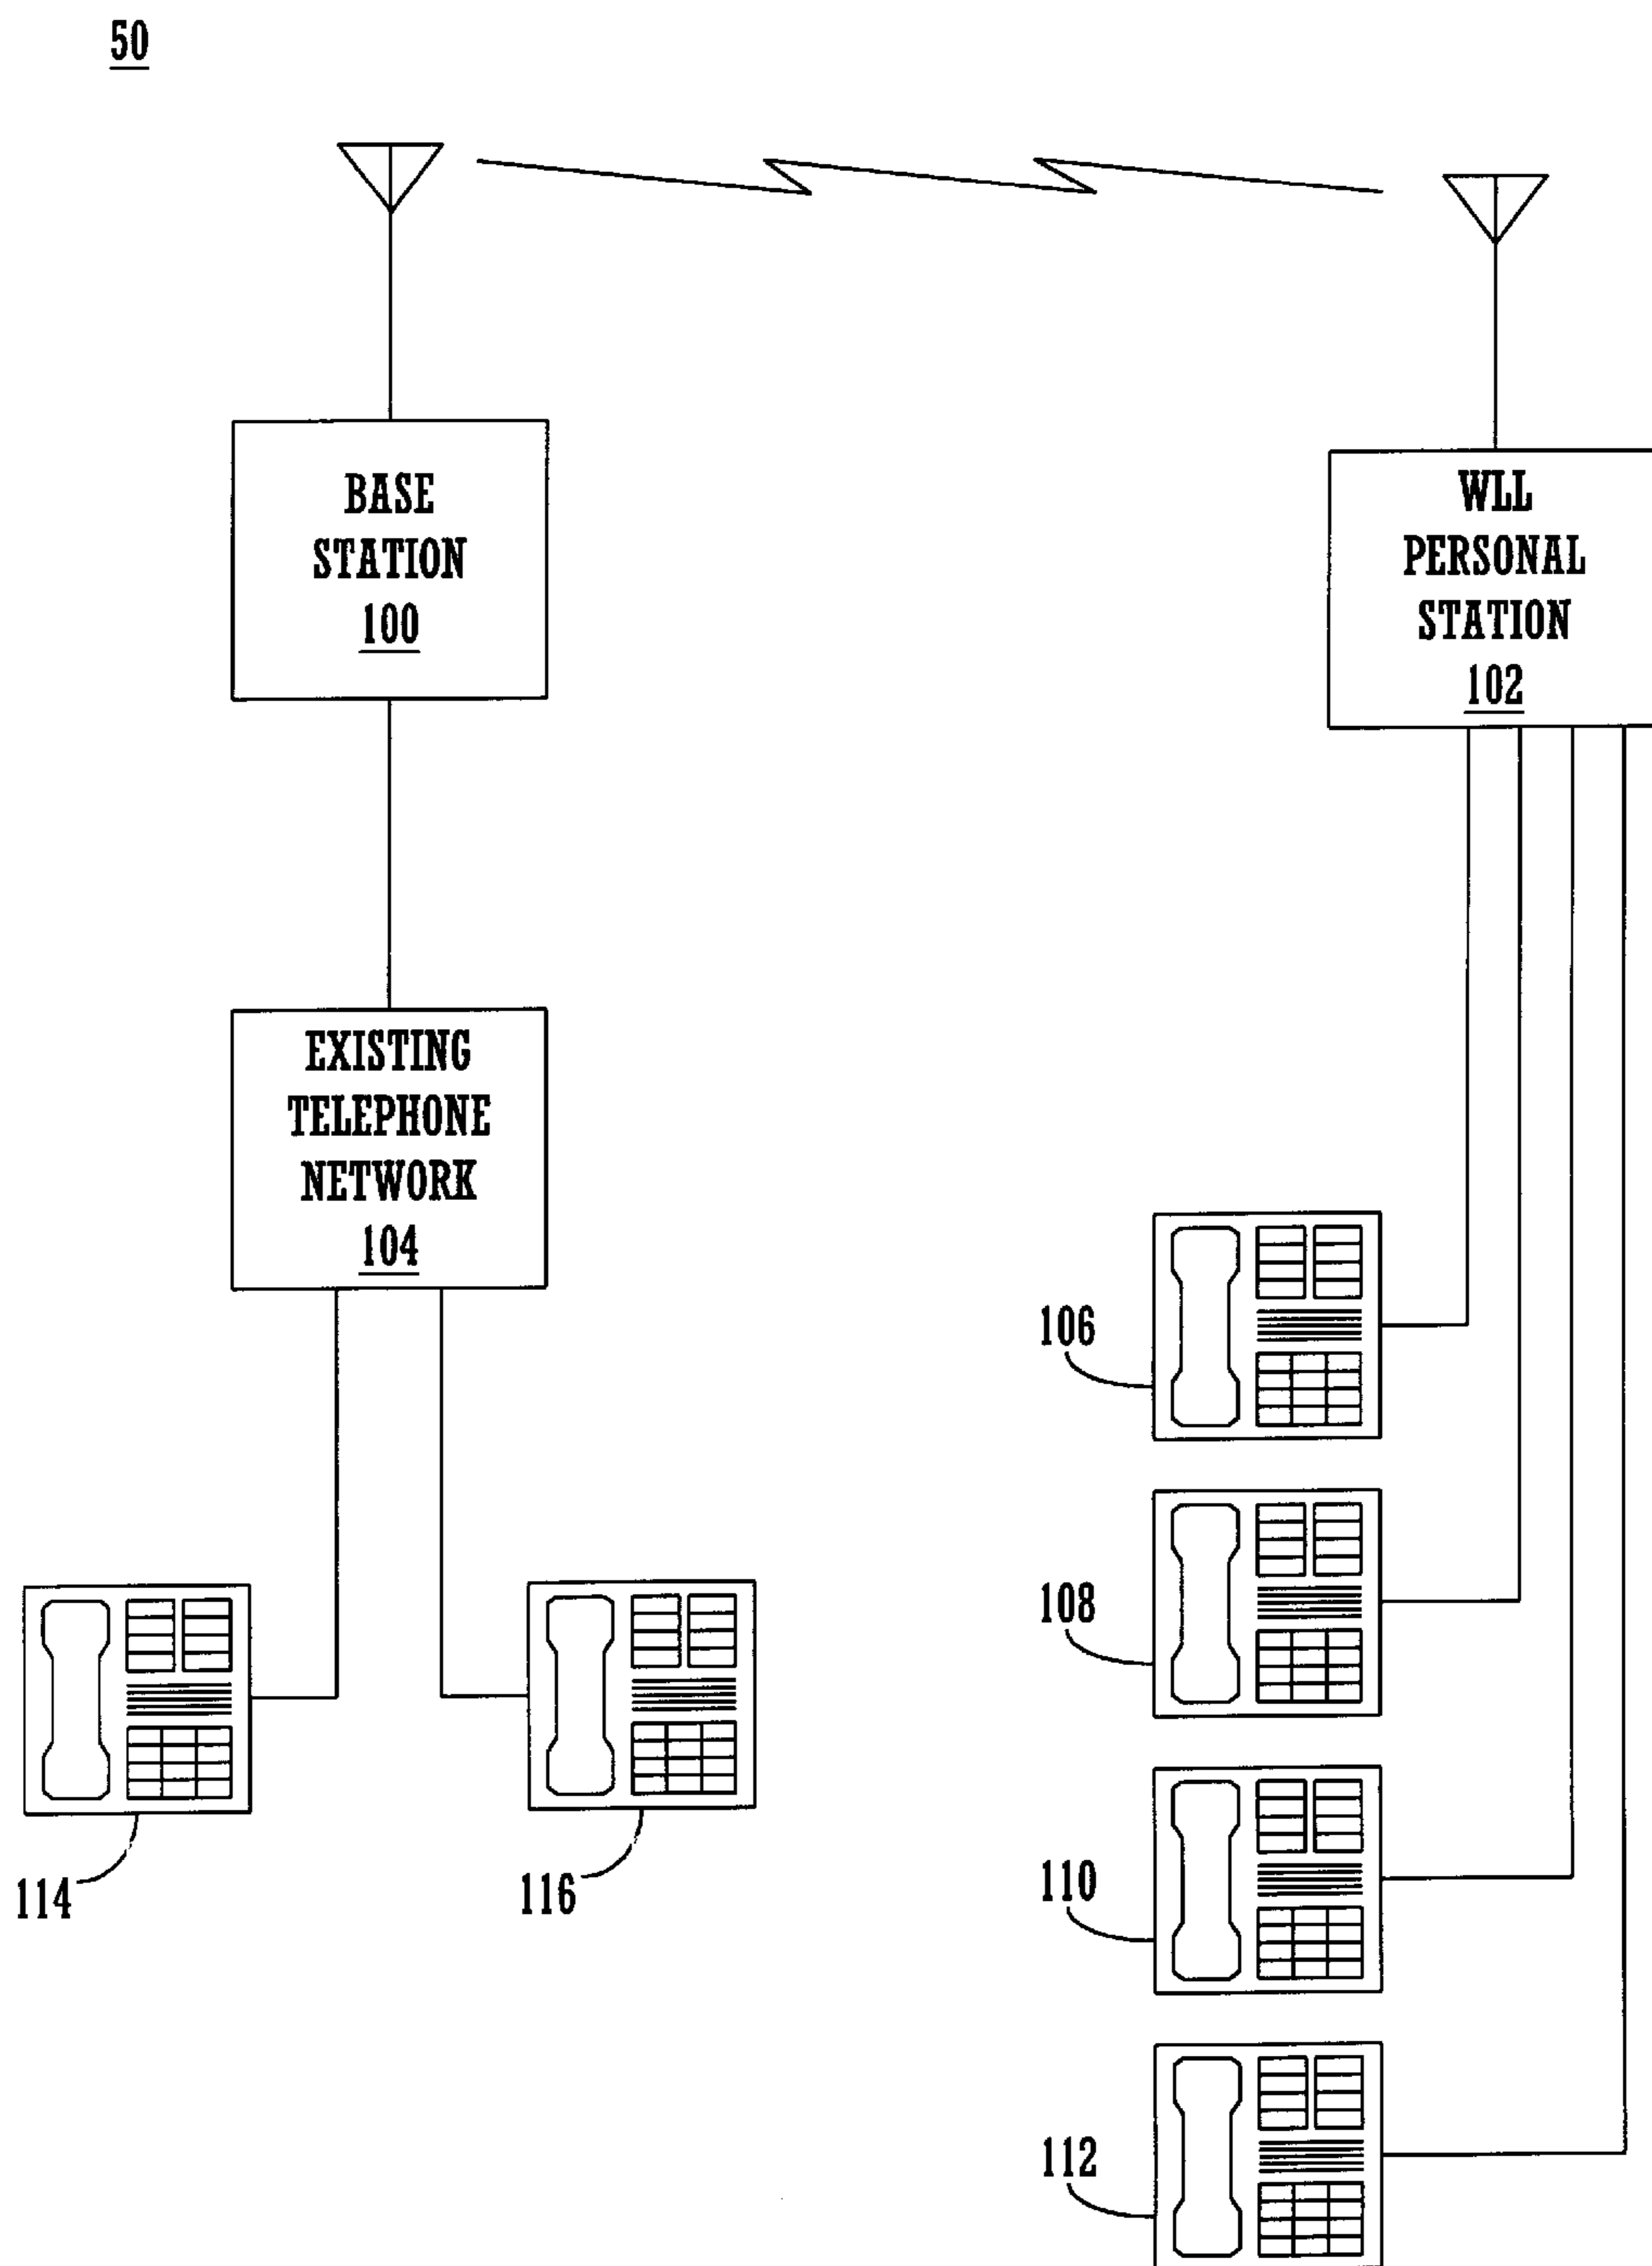 50
BASE
STATION
100
WLL
PERSONAL
STATION
102
EXISTING
TELEPHONE
NETWORK
104
106
108
110
112
114
116